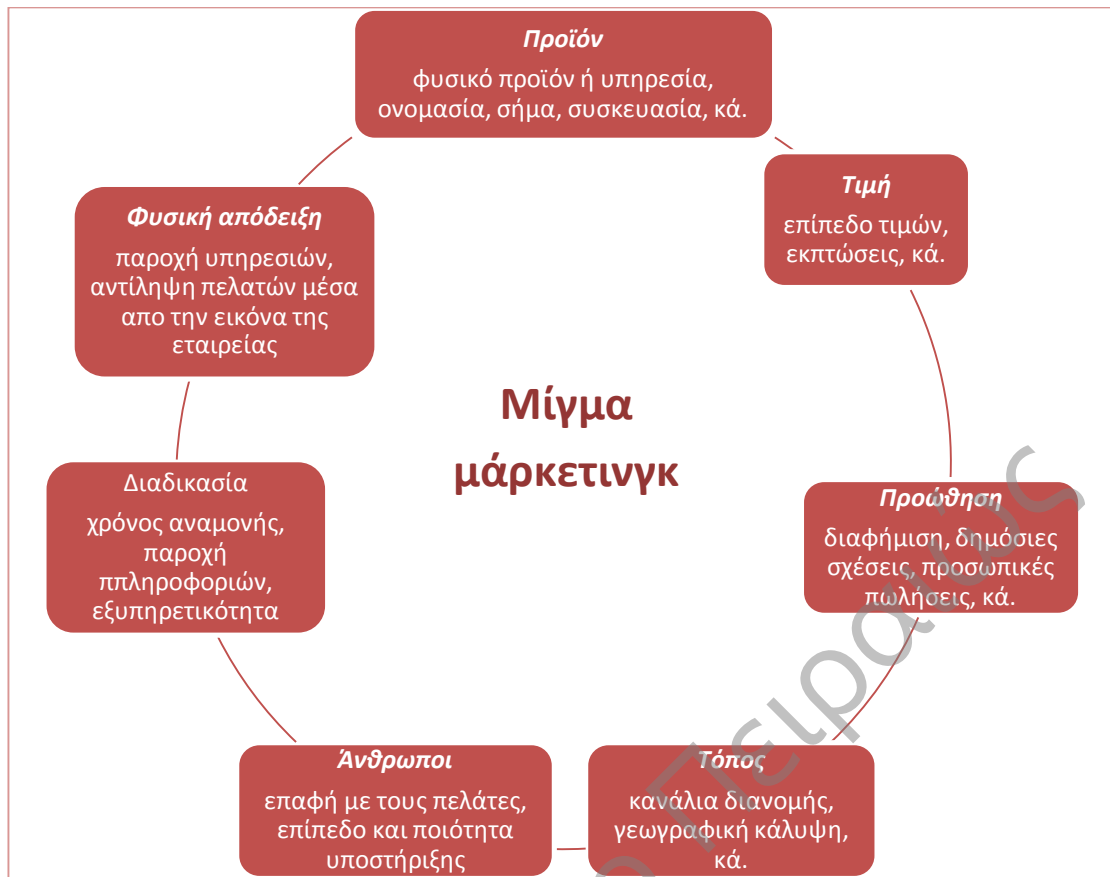 Προϊόν
φυσικό προϊόν ή υπηρεσία,
ονομασία, σήμα, συσκευασία, κά.
Τιμή
επίπεδο τιμών,
εκπτώσεις, κά.
Προώθηση
διαφήμιση, δημόσιες
σχέσεις, προσωπικές
πωλήσεις, κά.
Τόπος
κανάλια διανομής,
γεωγραφική κάλυψη,
κά.
Άνθρωποι
επαφή με τους πελάτες,
επίπεδο και ποιότητα
υποστήριξης
Διαδικασία
χρόνος αναμονής,
παροχή
ππληροφοριών,
εξυπηρετικότητα
Φυσική απόδειξη
παροχή υπηρεσιών,
αντίληψη πελατών μέσα
απο την εικόνα της
εταιρείας
Μίγμα
μάρκετινγκ
Πειραιώς